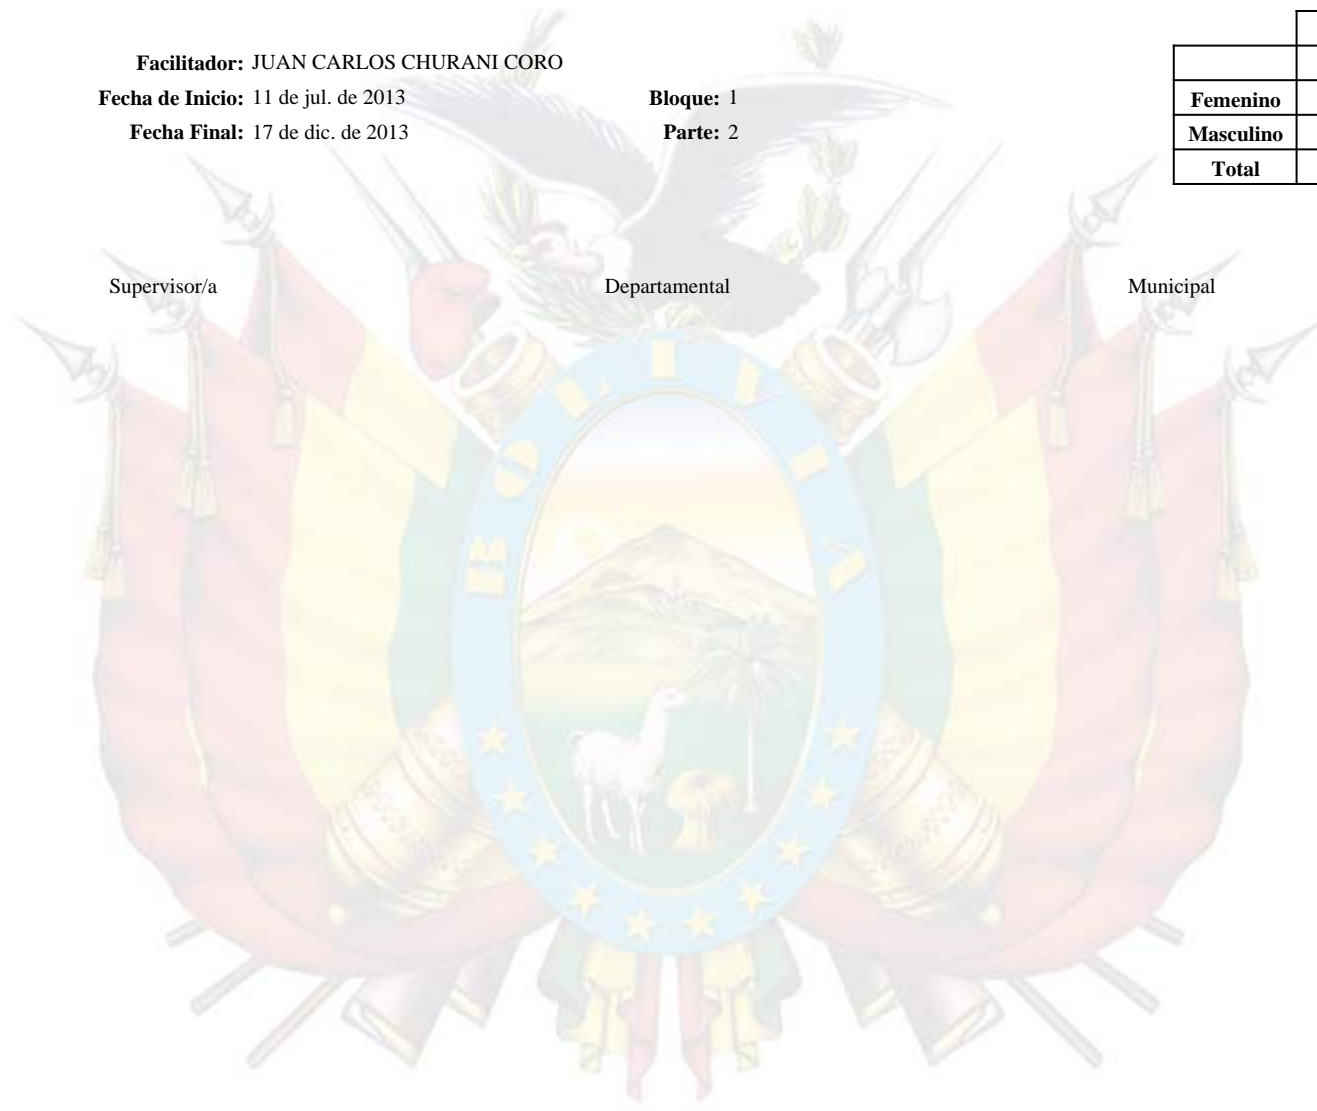 Facilitador: JUAN CARLOS CHURANI CORO
Fecha de Inicio: 11 de jul. de 2013 Bloque: 1
Fecha Final: 17 de dic. de 2013 Parte: 2
Femenino
Masculino
Total
Supervisor/a Departamental Municipal
BOLIVIA